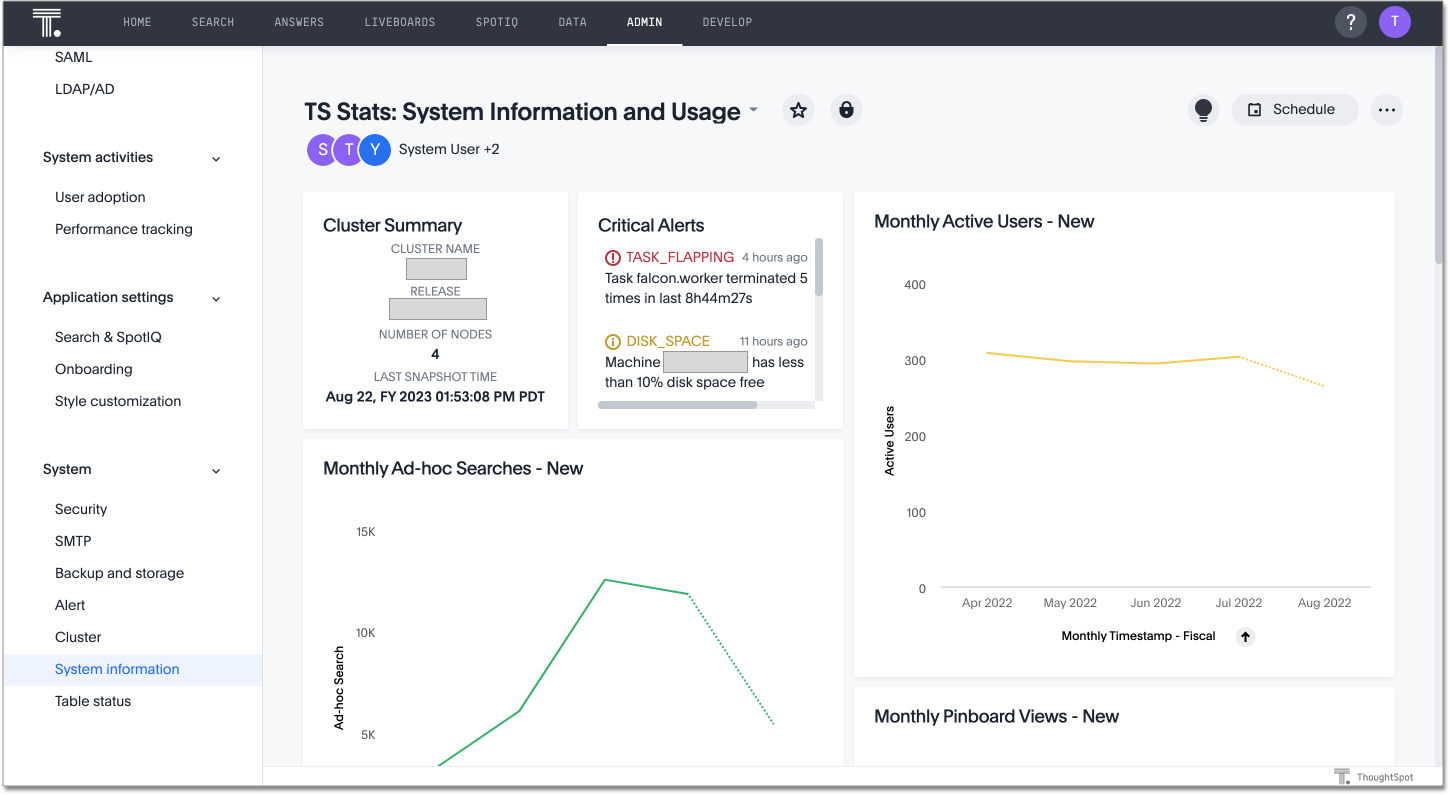 HOME SEARCH ANSWERS LIVEBOARDS SPOTIQ DATA ADMIN DEVELOP ? T
SAML
LDAP/AD
System activities
User adoption
Performance tracking
Application settings
Search & SpotIQ
Onboarding
Style customization
System
Security
SMTP
Backup and storage
Alert
Cluster
System information
Table status
TS Stats: System Information and Usage
Schedule
S T Y System User +2
Cluster Summary
CLUSTER NAME
RELEASE
NUMBER OF NODES
4
LAST SNAPSHOT TIME
Aug 22, FY 2023 01:53:08 PM PDT
Critical Alerts
TASK_FLAPPING 4 hours ago
Task falcon.worker terminated 5
times in last 8h44m27s
DISK_SPACE 11 hours ago
Machine has less
than 10% disk space free
Monthly Active Users - New
400
300
200
100
0
Active Users
Apr 2022 May 2022 Jun 2022 Jul 2022 Aug 2022
Monthly Timestamp - Fiscal
Monthly Ad-hoc Searches - New
15K
10K
5K
Ad-hoc Search
Monthly Pinboard Views - New
ThoughtSpot